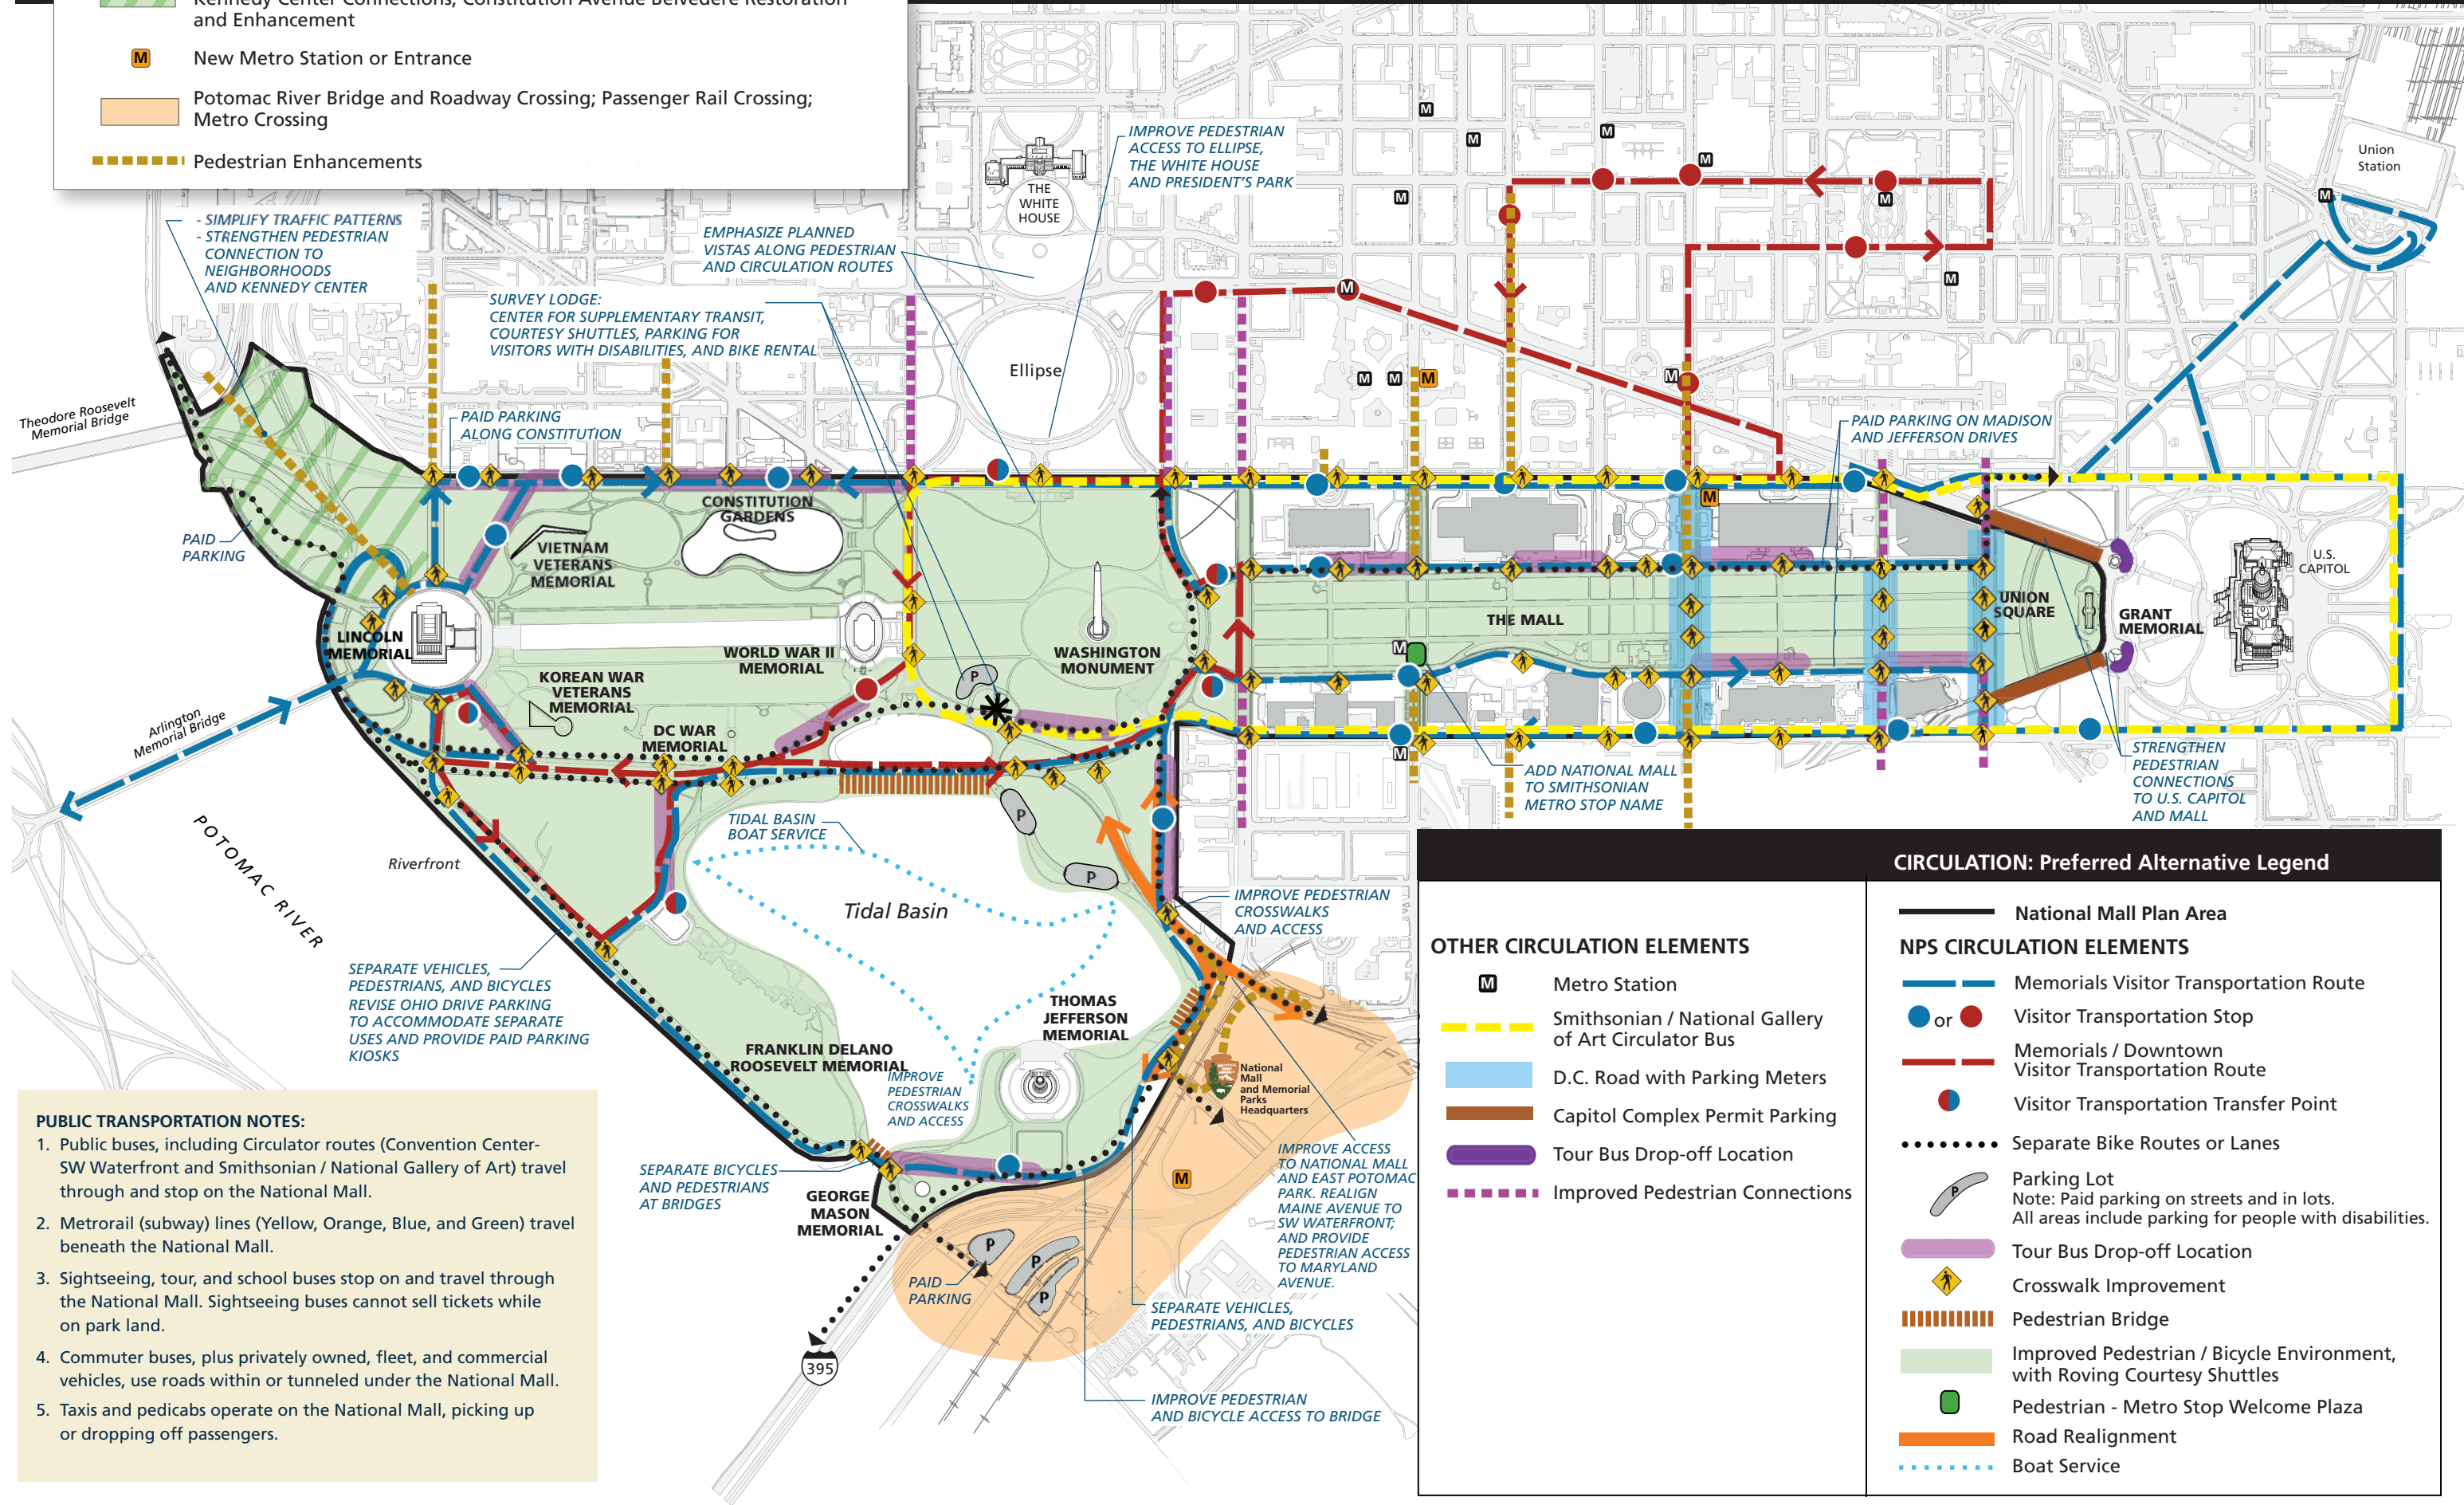 Kennedy Center Connections; Constitution Avenue Belvedere Restoration
and Enhancement
M
New Metro Station or Entrance
Potomac River Bridge and Roadway Crossing; Passenger Rail Crossing;
Metro Crossing
Pedestrian Enhancements
- SIMPLIFY TRAFFIC PATTERNS
- STRENGTHEN PEDESTRIAN
CONNECTION TO
NEIGHBORHOODS
AND KENNEDY CENTER
EMPHASIZE PLANNED
VISTAS ALONG PEDESTRIAN
AND CIRCULATION ROUTES
SURVEY LODGE:
CENTER FOR SUPPLEMENTARY TRANSIT,
COURTESY SHUTTLES, PARKING FOR
VISITORS WITH DISABILITIES, AND BIKE RENTAL
IMPROVE PEDESTRIAN
ACCESS TO ELLIPSE,
THE WHITE HOUSE
AND PRESIDENT'S PARK
THE
WHITE
HOUSE
Union
Station
Ellipse
Theodore Roosevelt
Memorial Bridge
PAID PARKING
ALONG CONSTITUTION
PAID PARKING ON MADISON
AND JEFFERSON DRIVES
PAID
PARKING
CONSTITUTION
GARDENS
VIETNAM
VETERANS
MEMORIAL
LINCOLN
MEMORIAL
WORLD WAR II
MEMORIAL
WASHINGTON
MONUMENT
THE MALL
UNION
SQUARE
GRANT
MEMORIAL
U.S.
CAPITOL
KOREAN WAR
VETERANS
MEMORIAL
DC WAR
MEMORIAL
Arlington
Memorial Bridge
POTOMAC RIVER
Riverfront
TIDAL BASIN
BOAT SERVICE
Tidal Basin
P
P
P
ADD NATIONAL MALL
TO SMITHSONIAN
METRO STOP NAME
STRENGTHEN
PEDESTRIAN
CONNECTIONS
TO U.S. CAPITOL
AND MALL
IMPROVE PEDESTRIAN
CROSSWALKS
AND ACCESS
SEPARATE VEHICLES,
PEDESTRIANS, AND BICYCLES
REVISE OHIO DRIVE PARKING
TO ACCOMMODATE SEPARATE
USES AND PROVIDE PAID PARKING
KIOSKS
THOMAS
JEFFERSON
MEMORIAL
FRANKLIN DELANO
ROOSEVELT MEMORIAL
IMPROVE
PEDESTRIAN
CROSSWALKS
AND ACCESS
National
Mall
and Memorial
Parks
Headquarters
SEPARATE BICYCLES
AND PEDESTRIANS
AT BRIDGES
GEORGE
MASON
MEMORIAL
IMPROVE ACCESS
TO NATIONAL MALL
AND EAST POTOMAC
PARK. REALIGN
MAINE AVENUE TO
SW WATERFRONT;
AND PROVIDE
PEDESTRIAN ACCESS
TO MARYLAND
AVENUE.
M
PAID
PARKING
P
P
P
395
SEPARATE VEHICLES,
PEDESTRIANS, AND BICYCLES
IMPROVE PEDESTRIAN
AND BICYCLE ACCESS TO BRIDGE
PUBLIC TRANSPORTATION NOTES:
1. Public buses, including Circulator routes (Convention Center-
SW Waterfront and Smithsonian / National Gallery of Art) travel
through and stop on the National Mall.
2. Metrorail (subway) lines (Yellow, Orange, Blue, and Green) travel
beneath the National Mall.
3. Sightseeing, tour, and school buses stop on and travel through
the National Mall. Sightseeing buses cannot sell tickets while
on park land.
4. Commuter buses, plus privately owned, fleet, and commercial
vehicles, use roads within or tunneled under the National Mall.
5. Taxis and pedicabs operate on the National Mall, picking up
or dropping off passengers.
CIRCULATION: Preferred Alternative Legend
OTHER CIRCULATION ELEMENTS
M
Metro Station
Smithsonian / National Gallery
of Art Circulator Bus
D.C. Road with Parking Meters
Capitol Complex Permit Parking
Tour Bus Drop-off Location
Improved Pedestrian Connections
National Mall Plan Area
NPS CIRCULATION ELEMENTS
Memorials Visitor Transportation Route
or
Visitor Transportation Stop
Memorials / Downtown
Visitor Transportation Route
Visitor Transportation Transfer Point
Separate Bike Routes or Lanes
P
Parking Lot
Note: Paid parking on streets and in lots.
All areas include parking for people with disabilities.
Tour Bus Drop-off Location
Crosswalk Improvement
Pedestrian Bridge
Improved Pedestrian / Bicycle Environment,
with Roving Courtesy Shuttles
Pedestrian - Metro Stop Welcome Plaza
Road Realignment
Boat Service